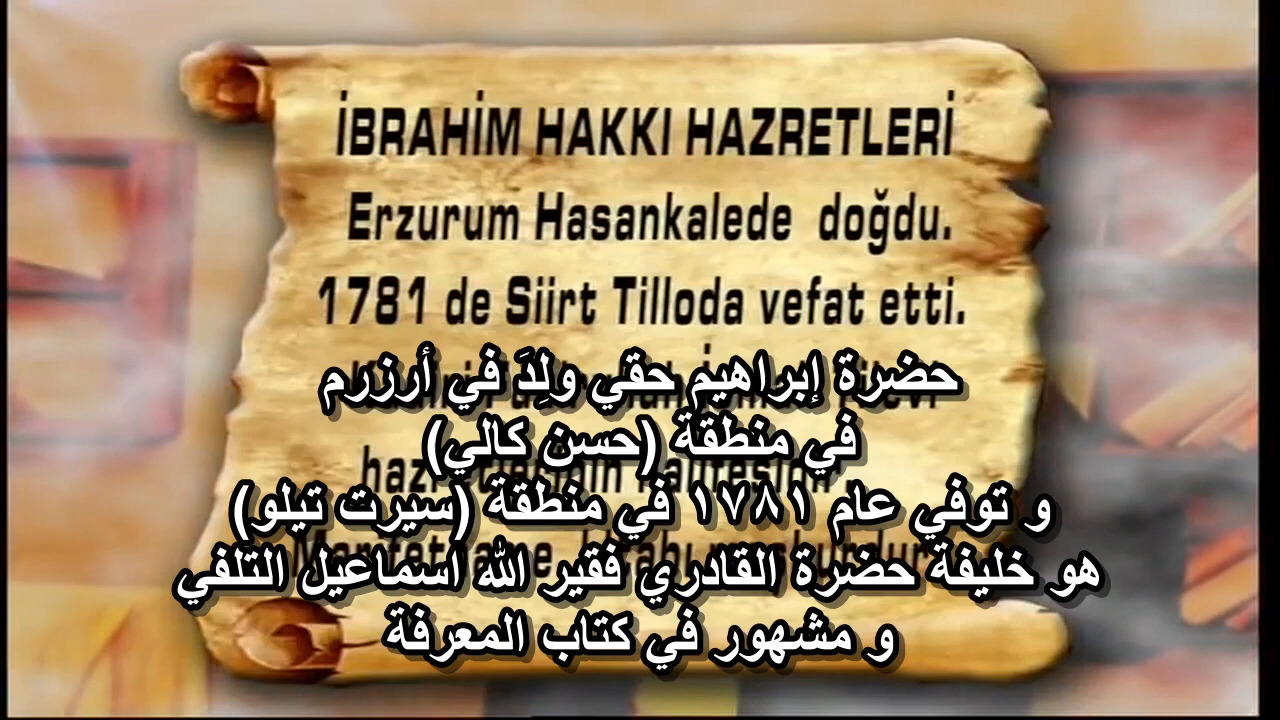 İBRAHİM HAKKI HAZRETLERİ
Erzurum Hasankalede doğdu.
1781 de Siirt Tilloda vefat etti.
حضرة إبراهيم حقي ولِدَ في أرزرم
في منطقة (حسن كالي)
و توفي عام ١٧٨١ في منطقة (سيرت تيلو)
هو خليفة حضرة القادري فقير الله اسماعيل التلفي
و مشهور في كتاب المعرفة